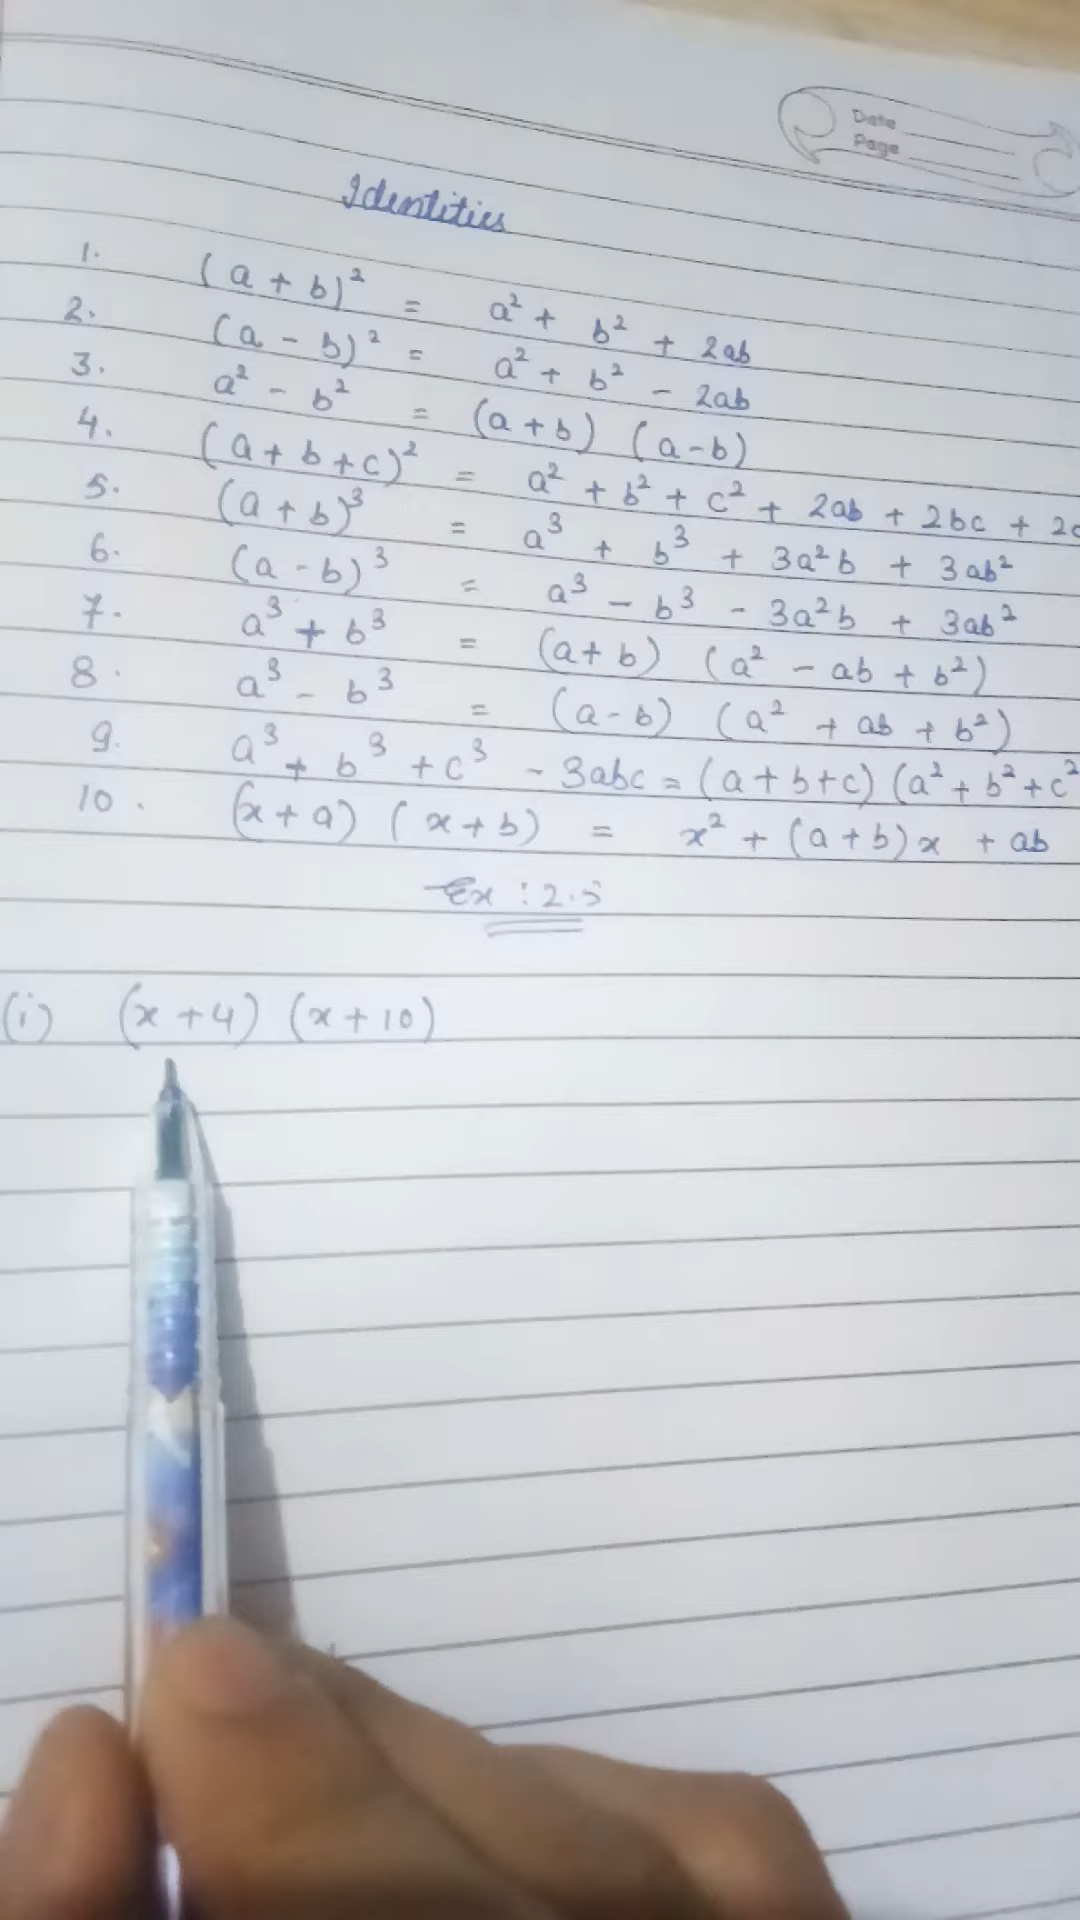 Date
Page
Identities
1. (a + b)² = a² + b² + 2ab
2. (a - b)² = a² + b² - 2ab
3. a² - b² = (a + b) (a - b)
4. (a + b + c)² = a² + b² + c² + 2ab + 2bc + 2c
5. (a + b)³ = a³ + b³ + 3a²b + 3ab²
6. (a - b)³ = a³ - b³ - 3a²b + 3ab²
7. a³ + b³ = (a + b) (a² - ab + b²)
8. a³ - b³ = (a - b) (a² + ab + b²)
9. a³ + b³ + c³ - 3abc = (a + b + c) (a² + b² + c²
10. (x + a) (x + b) = x² + (a + b)x + ab
Ex : 2.5
(i) (x + 4) (x + 10)